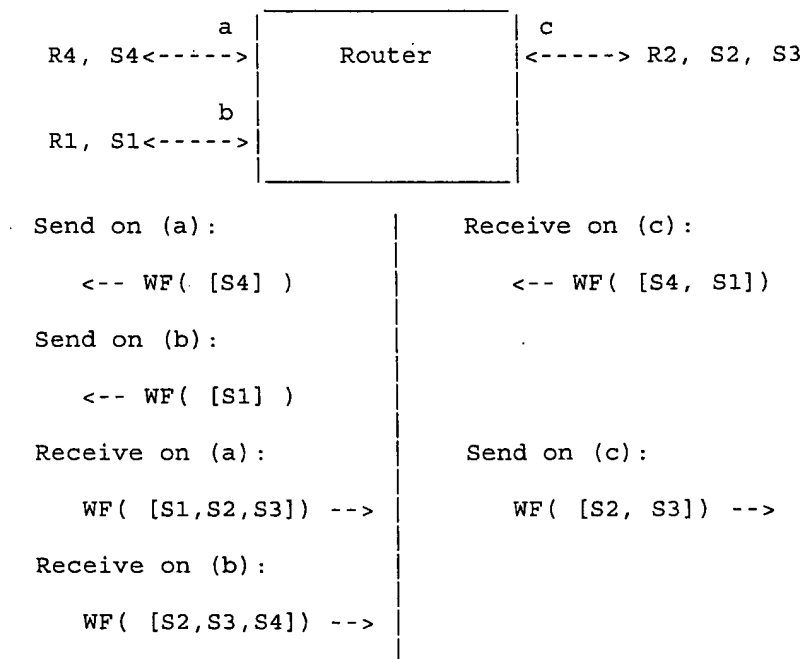 a c
R4, S4<-----> Router <-----> R2, S2, S3
b
R1, S1<----->
Send on (a): Receive on (c):
<-- WF( [S4] ) <-- WF( [S4, S1])
Send on (b):
<-- WF( [S1] )
Receive on (a): Send on (c):
WF( [S1,S2,S3]) --> WF( [S2, S3]) -->
Receive on (b):
WF( [S2,S3,S4]) -->